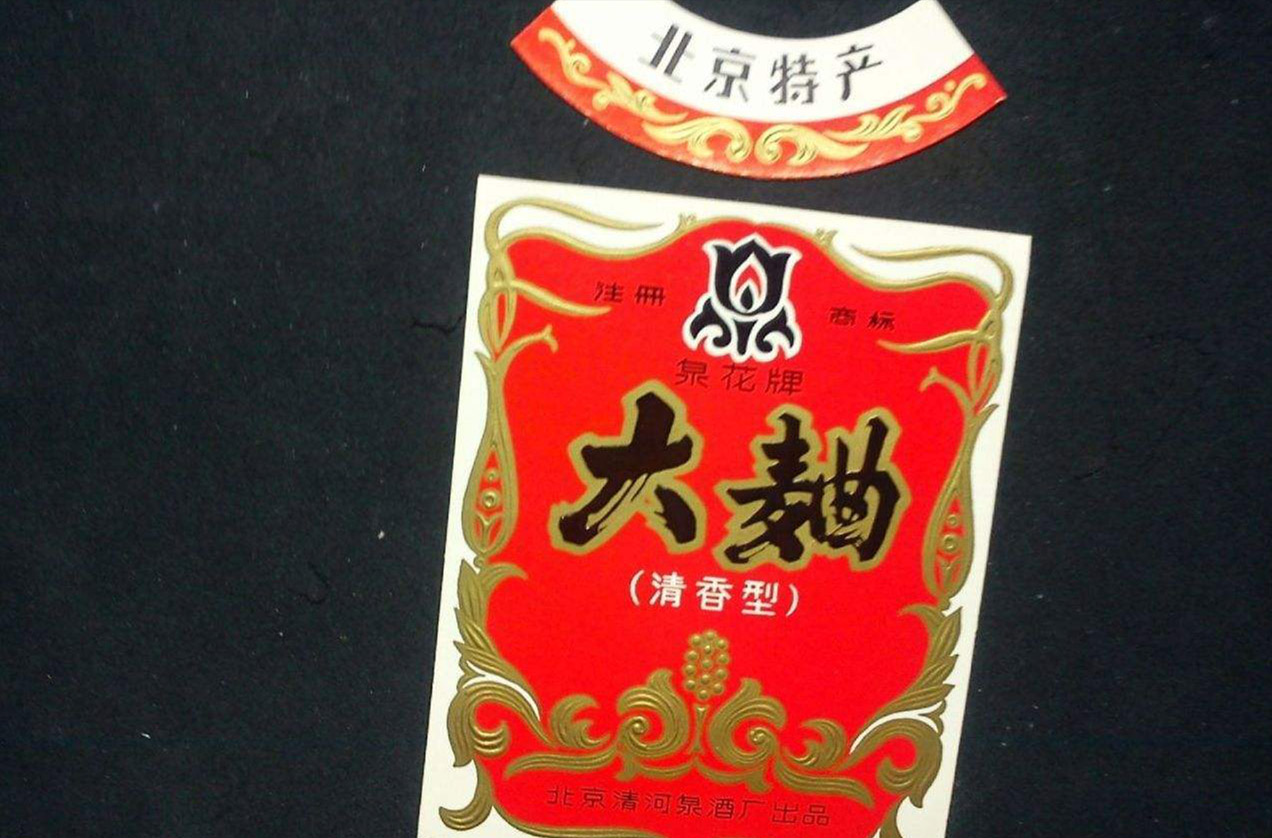 北京特产
注册 商标
泉花牌
大麯
(清香型)
北京清河泉酒厂出品